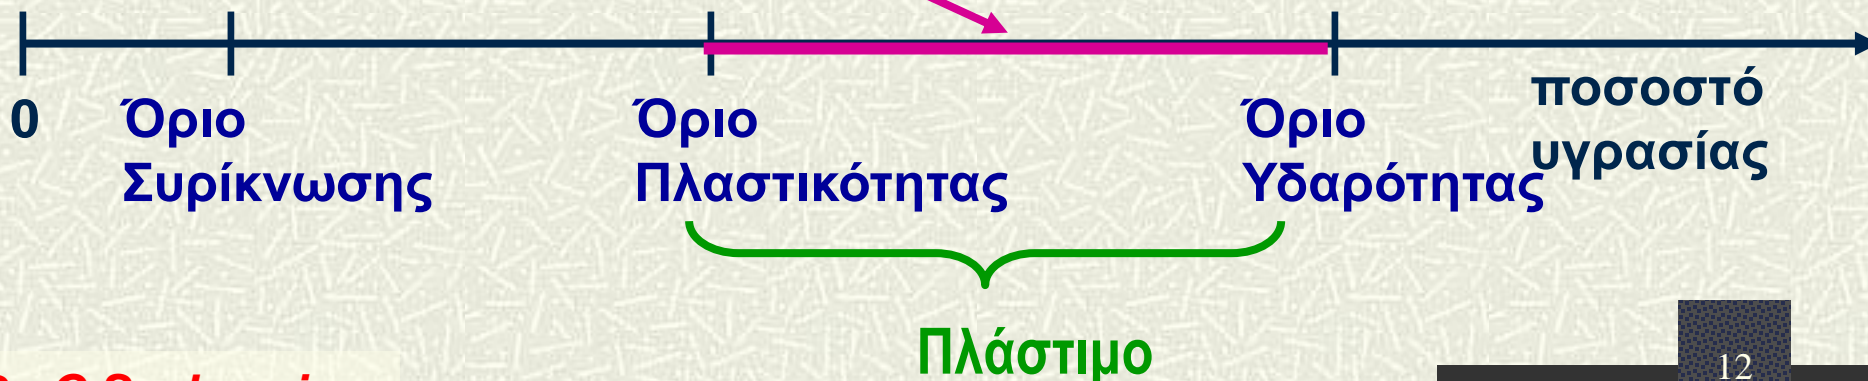 0
Όριο
Συρίκνωσης
Όριο
Πλαστικότητας
Όριο
Υδαρότητας
ποσοστό
υγρασίας
Πλάστιμο
12